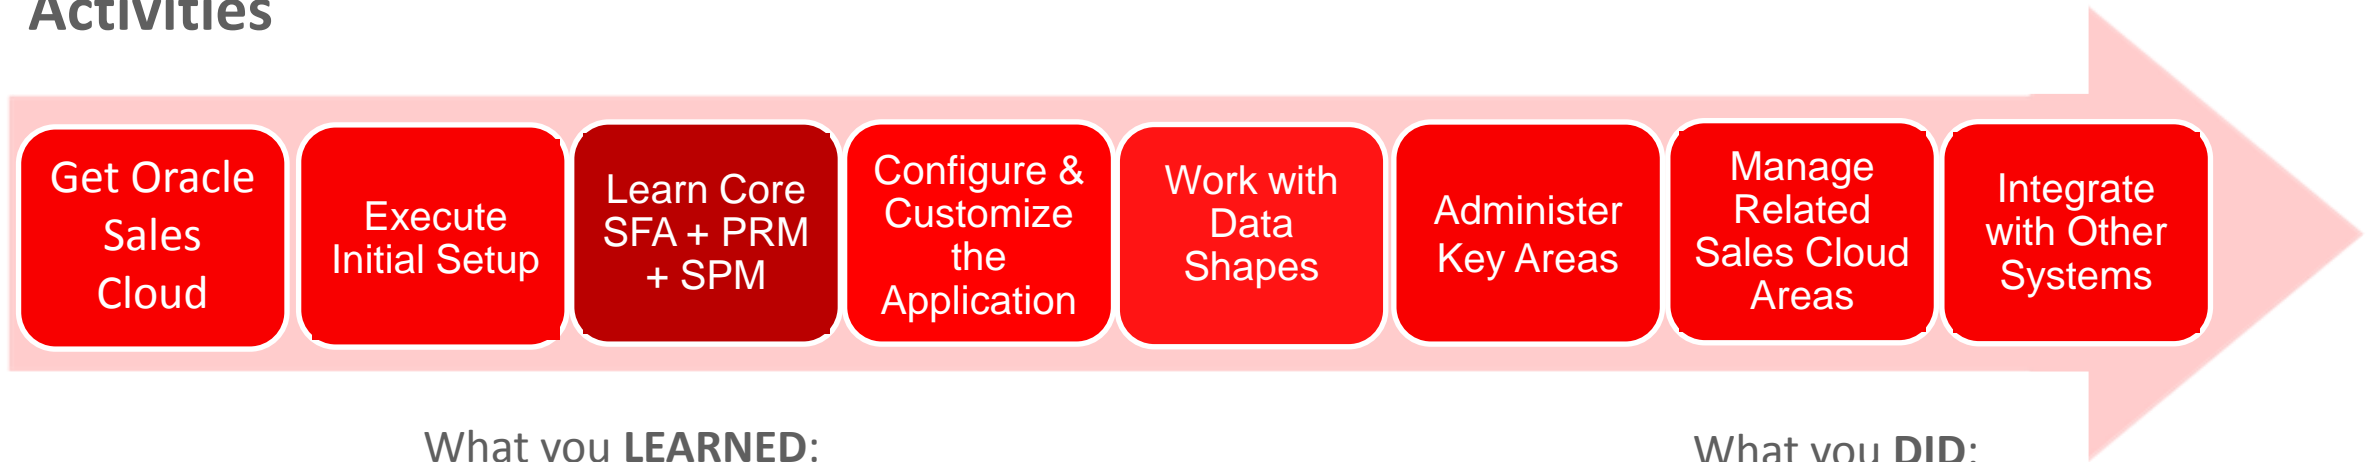 Activities
Get Oracle
Sales
Cloud
Execute
Initial Setup
Learn Core
SFA + PRM
+ SPM
Configure &
Customize
the
Application
Work with
Data
Shapes
Administer
Key Areas
Manage
Related
Sales Cloud
Areas
Integrate
with Other
Systems
What you LEARNED:
What you DID: